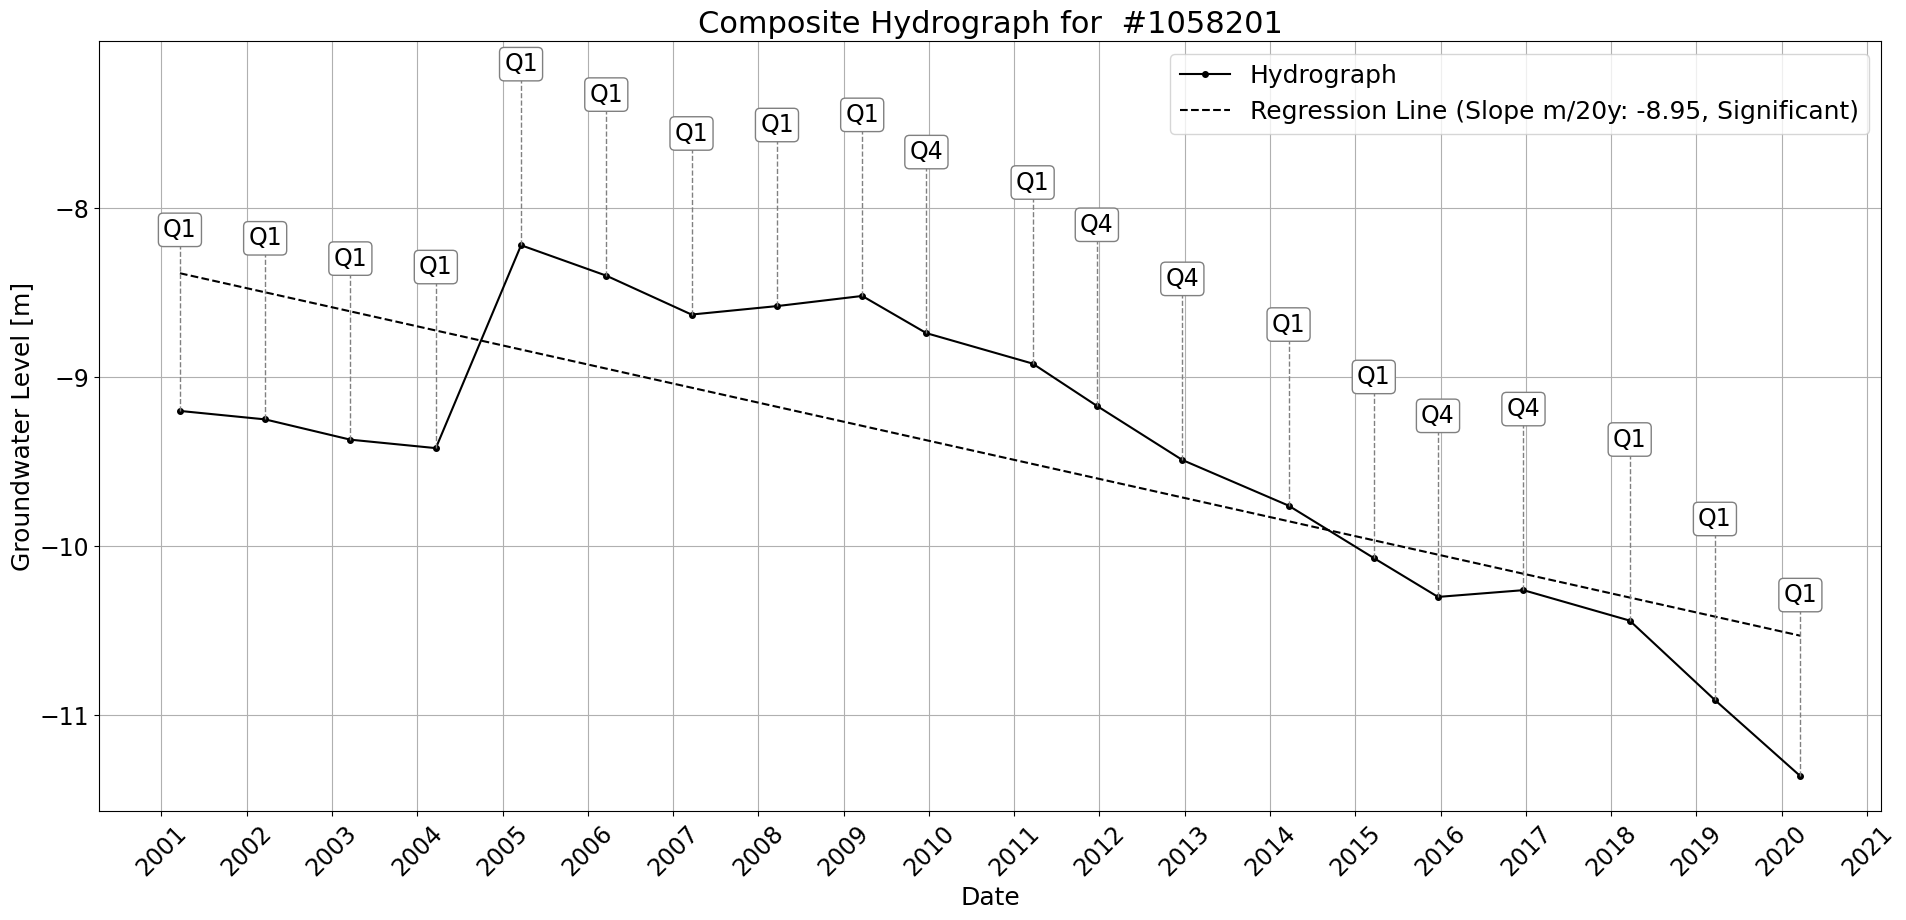 Composite Hydrograph for  #1058201
Hydrograph
Regression Line (Slope m/20y: -8.95, Significant)
Q1
Q1
Q1
Q1
Q1
Q1
Q1
Q1
Q1
Q4
Q1
Q4
Q4
Q1
Q1
Q4
Q4
Q1
Q1
Q1
Groundwater Level [m]
−8
−9
−10
−11
2001
2002
2003
2004
2005
2006
2007
2008
2009
2010
2011
2012
2013
2014
2015
2016
2017
2018
2019
2020
2021
Date